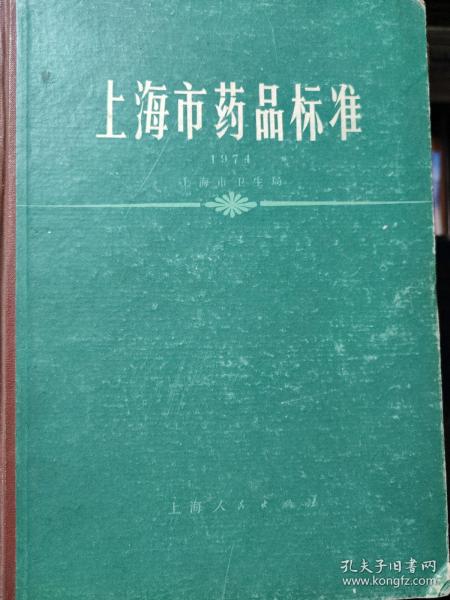 上海市药品标准
1974
上海市卫生局
上海人民出版社
孔夫子旧书网
www.kongfz.com